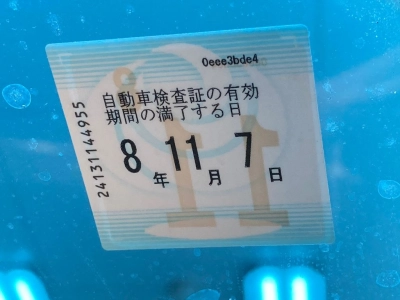 0eee3bde4
自動車検査証の有効
期間の満了する日
8年11月7日
24131144955
11